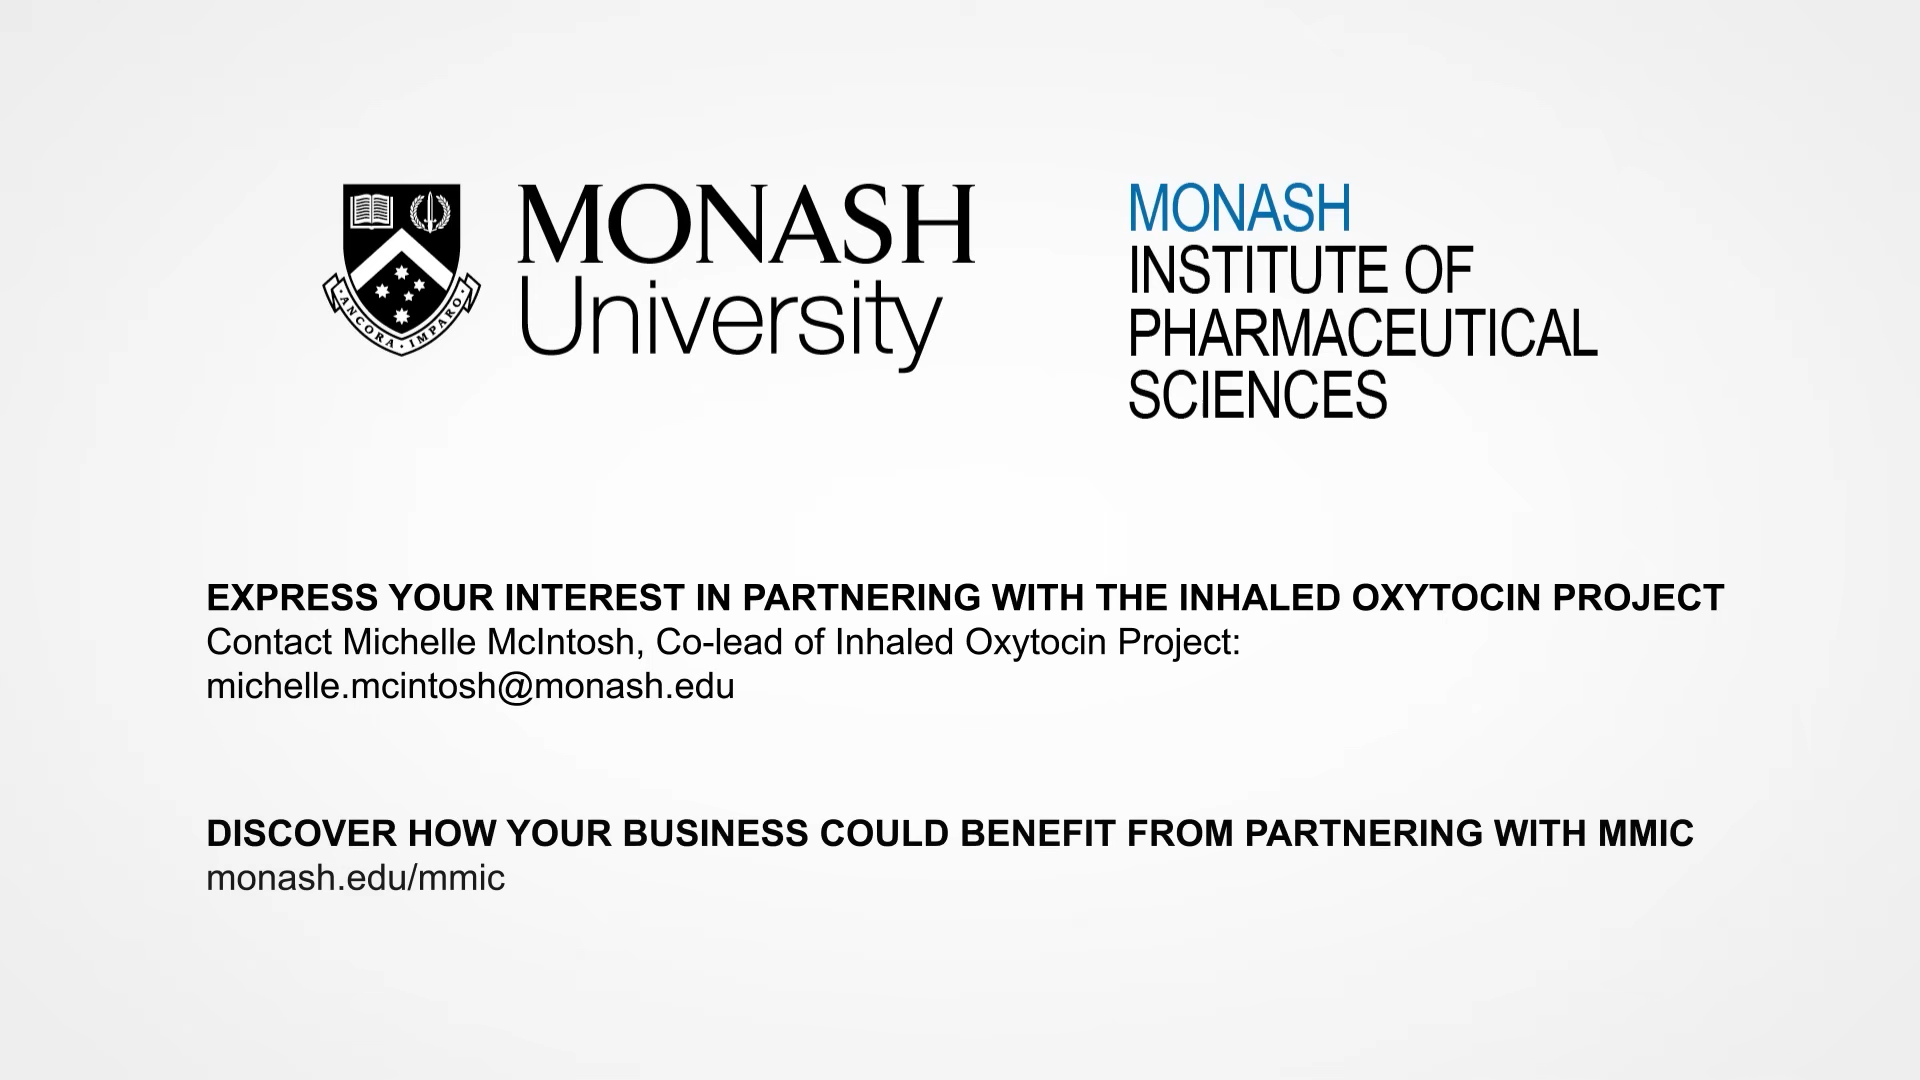 ANCORA · IMPARO
MONASH
University
MONASH
INSTITUTE OF
PHARMACEUTICAL
SCIENCES
EXPRESS YOUR INTEREST IN PARTNERING WITH THE INHALED OXYTOCIN PROJECT
Contact Michelle McIntosh, Co-lead of Inhaled Oxytocin Project:
michelle.mcintosh@monash.edu
DISCOVER HOW YOUR BUSINESS COULD BENEFIT FROM PARTNERING WITH MMIC
monash.edu/mmic